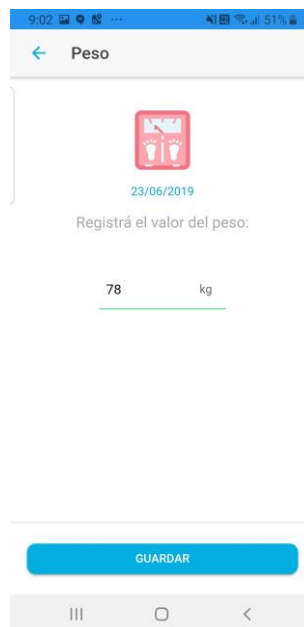 9:02 ... 51%
Peso
23/06/2019
Registrá el valor del peso:
78 kg
GUARDAR